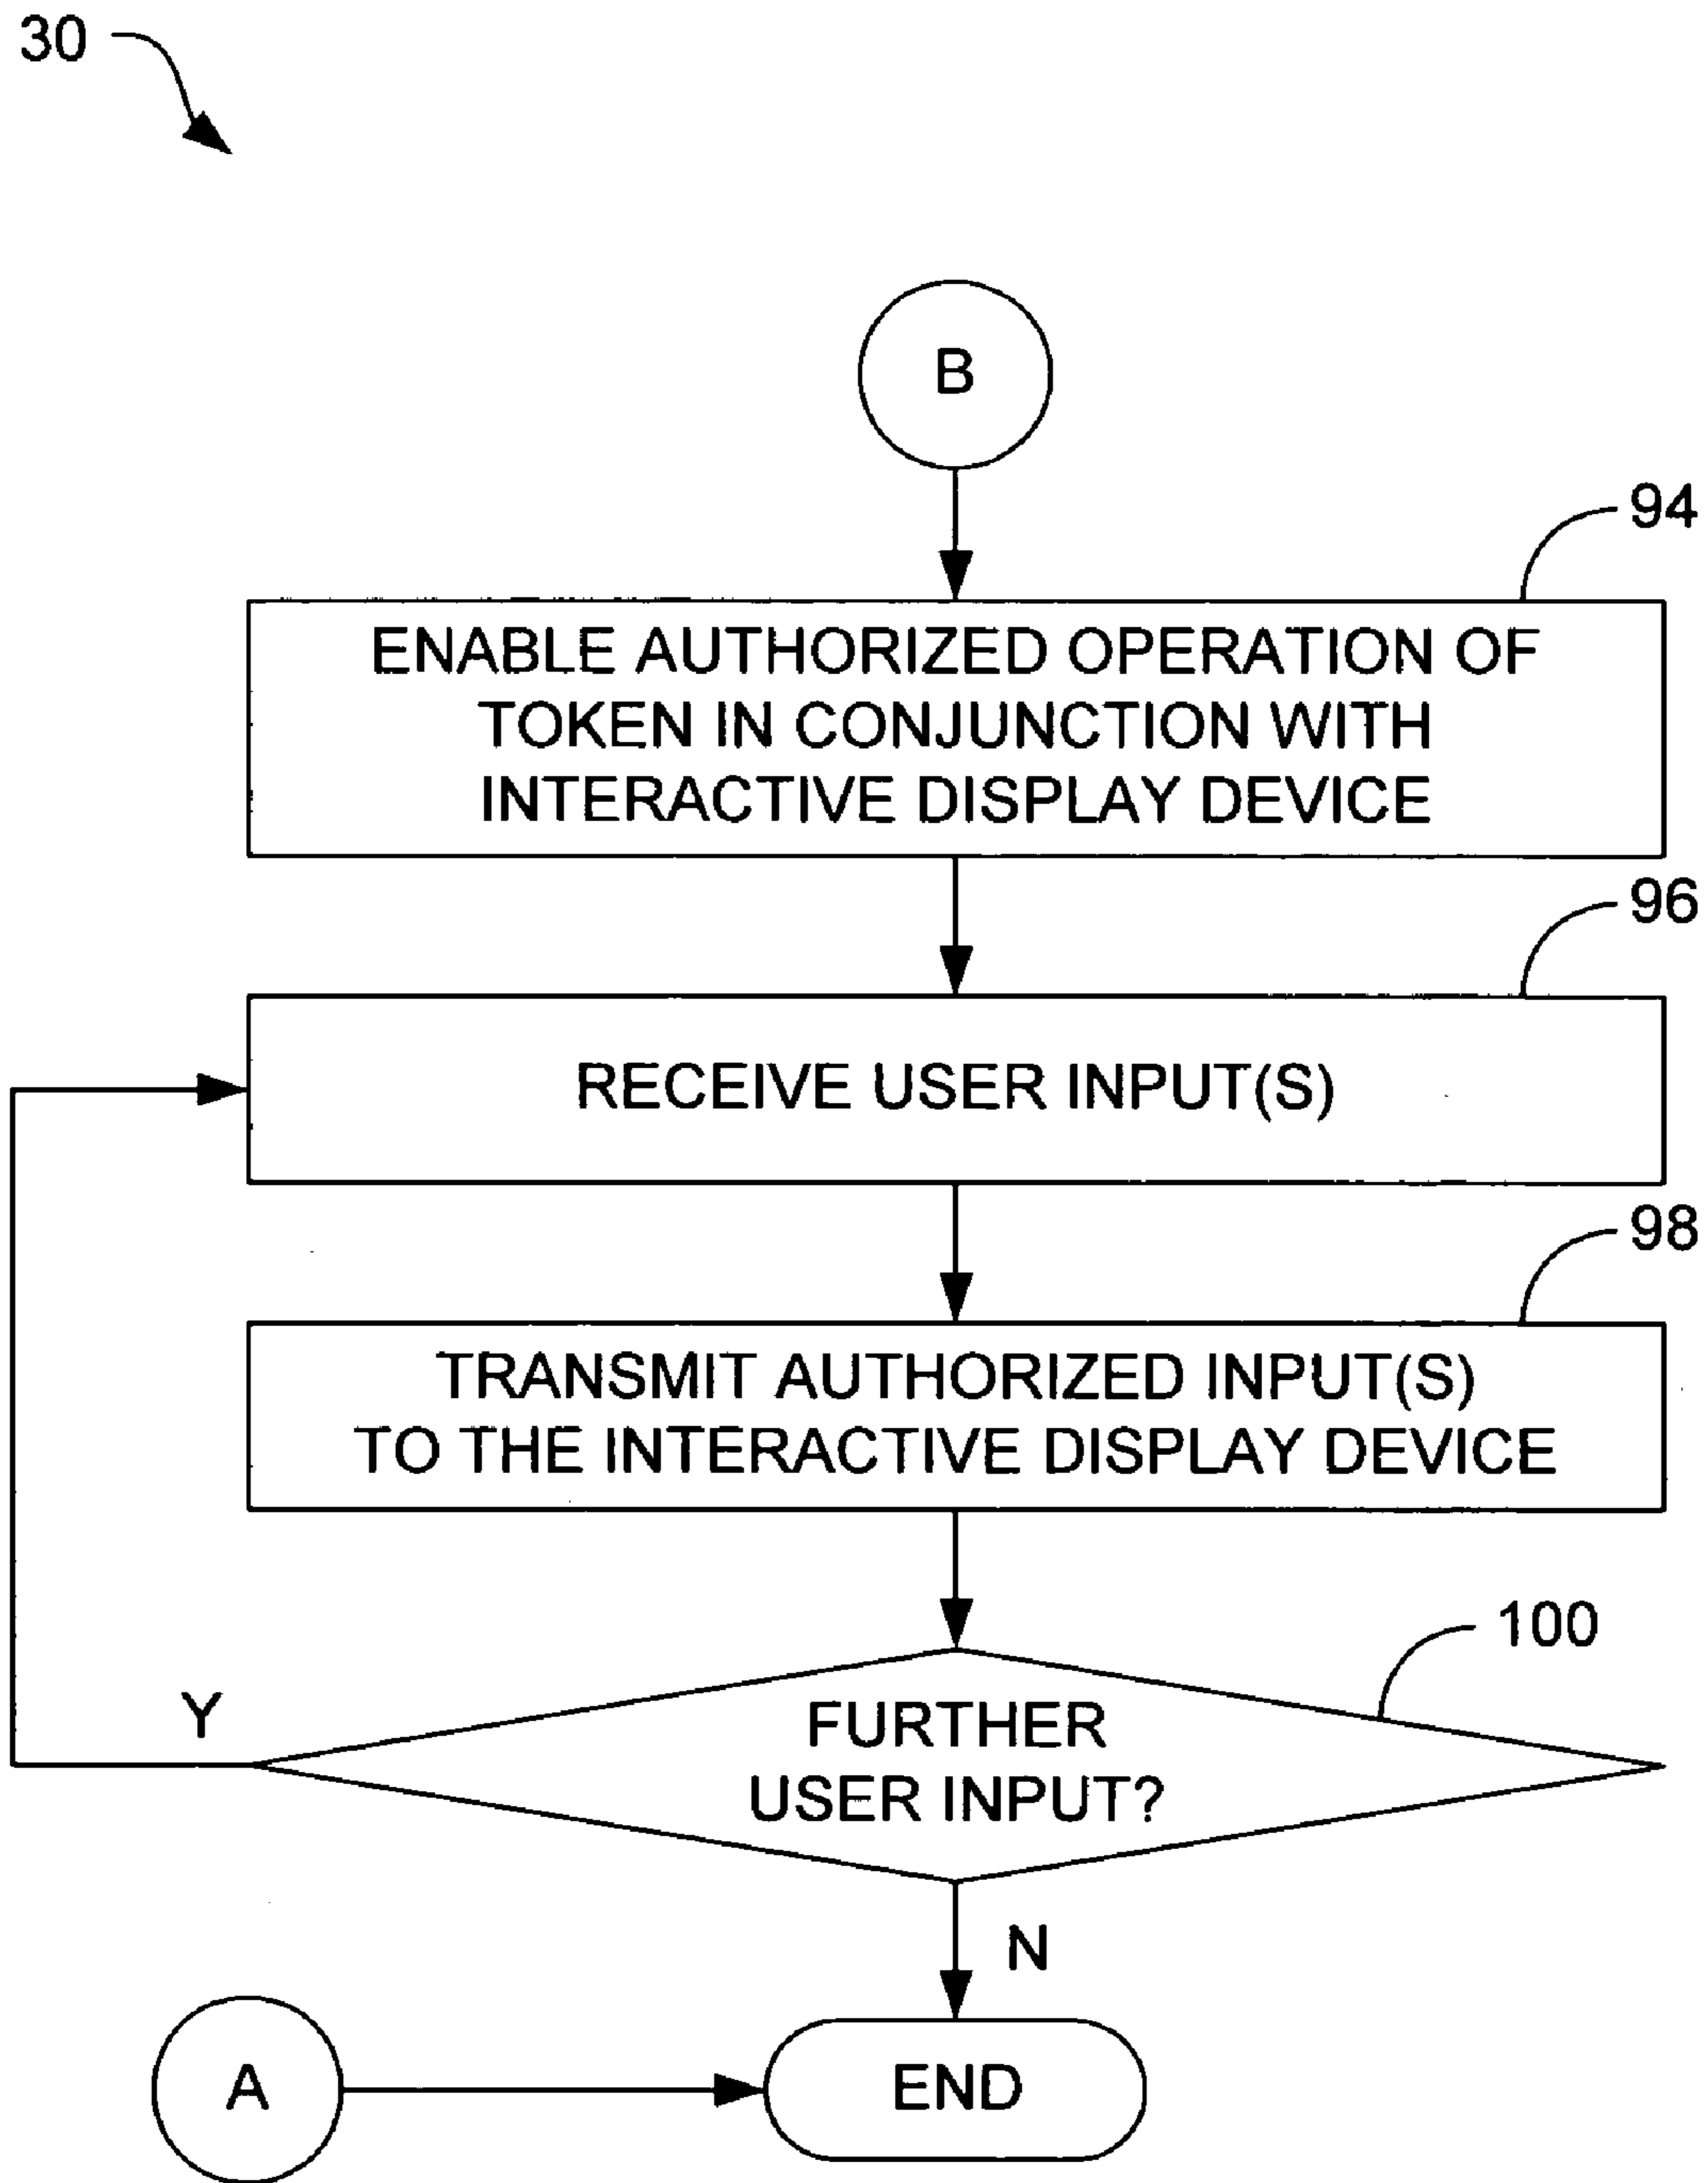 30
B
94
ENABLE AUTHORIZED OPERATION OF
TOKEN IN CONJUNCTION WITH
INTERACTIVE DISPLAY DEVICE
96
RECEIVE USER INPUT(S)
98
TRANSMIT AUTHORIZED INPUT(S)
TO THE INTERACTIVE DISPLAY DEVICE
100
Y
FURTHER
USER INPUT?
N
A
END